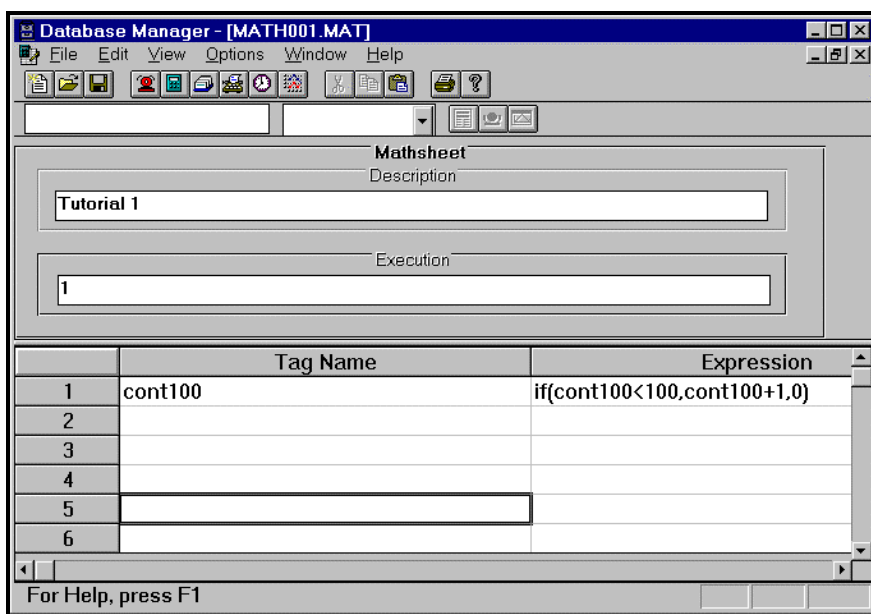 Database Manager - [MATH001.MAT]
File Edit View Options Window Help
Mathsheet
Description
Tutorial 1
Execution
1
Tag Name Expression
1 cont100 if(cont100<100,cont100+1,0)
2
3
4
5
6
For Help, press F1